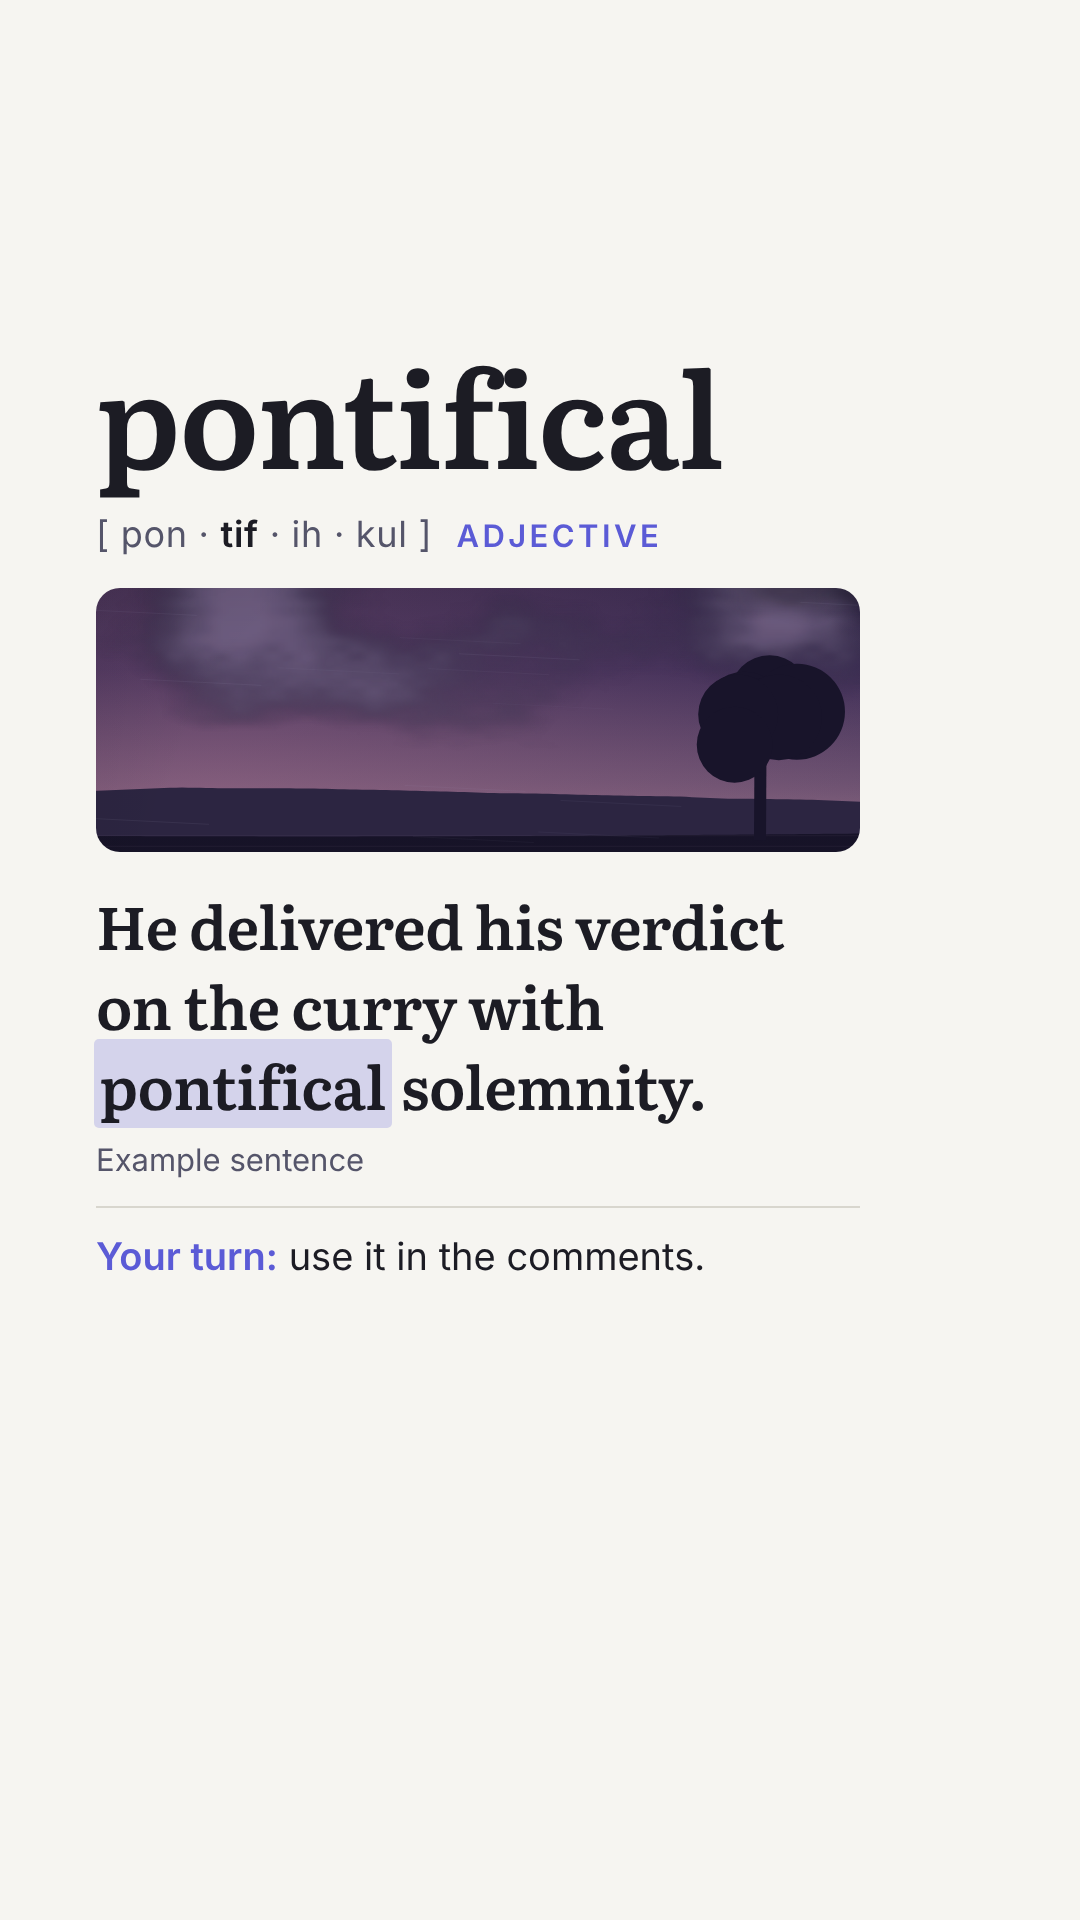 pontifical
[ pon · tif · ih · kul ] ADJECTIVE
He delivered his verdict
on the curry with
pontifical solemnity.
Example sentence
Your turn: use it in the comments.